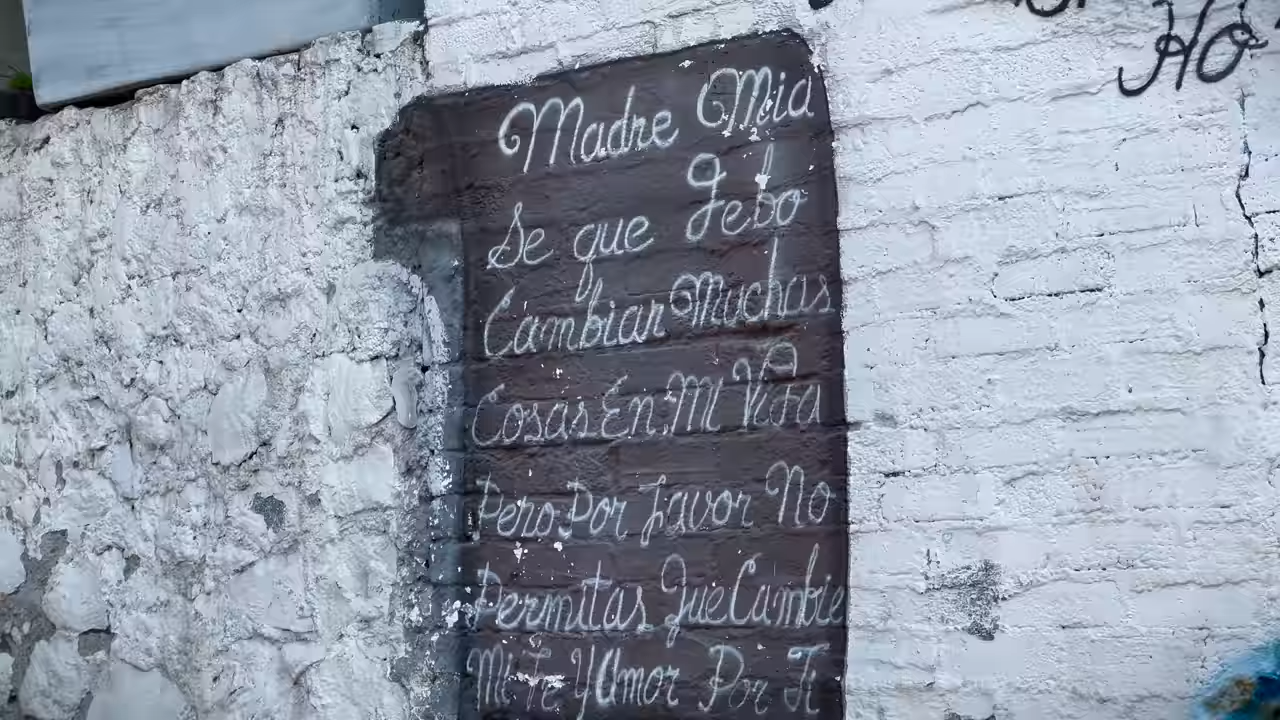 Madre Mia
Se que Debo
Cambiar Muchas
Cosas En Mi Vida
Pero Por Favor No
Permitas Que Cambie
Mi Fe Y Amor Por Ti
Ho